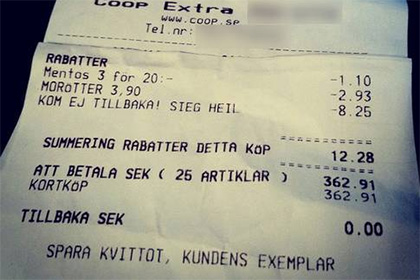 Coop Extra
WWW.COOP.SE
Tel.nr:
RABATTER
Mentos 3 för 20:- -1.10
MORÖTTER 3,90 -2.93
KOM EJ TILLBAKA! SIEG HEIL -8.25
=========
SUMMERING RABATTER DETTA KÖP 12.28
=========
ATT BETALA SEK ( 25 ARTIKLAR ) 362.91
KORTKÖP 362.91
TILLBAKA SEK 0.00
SPARA KVITTOT, KUNDENS EXEMPLAR